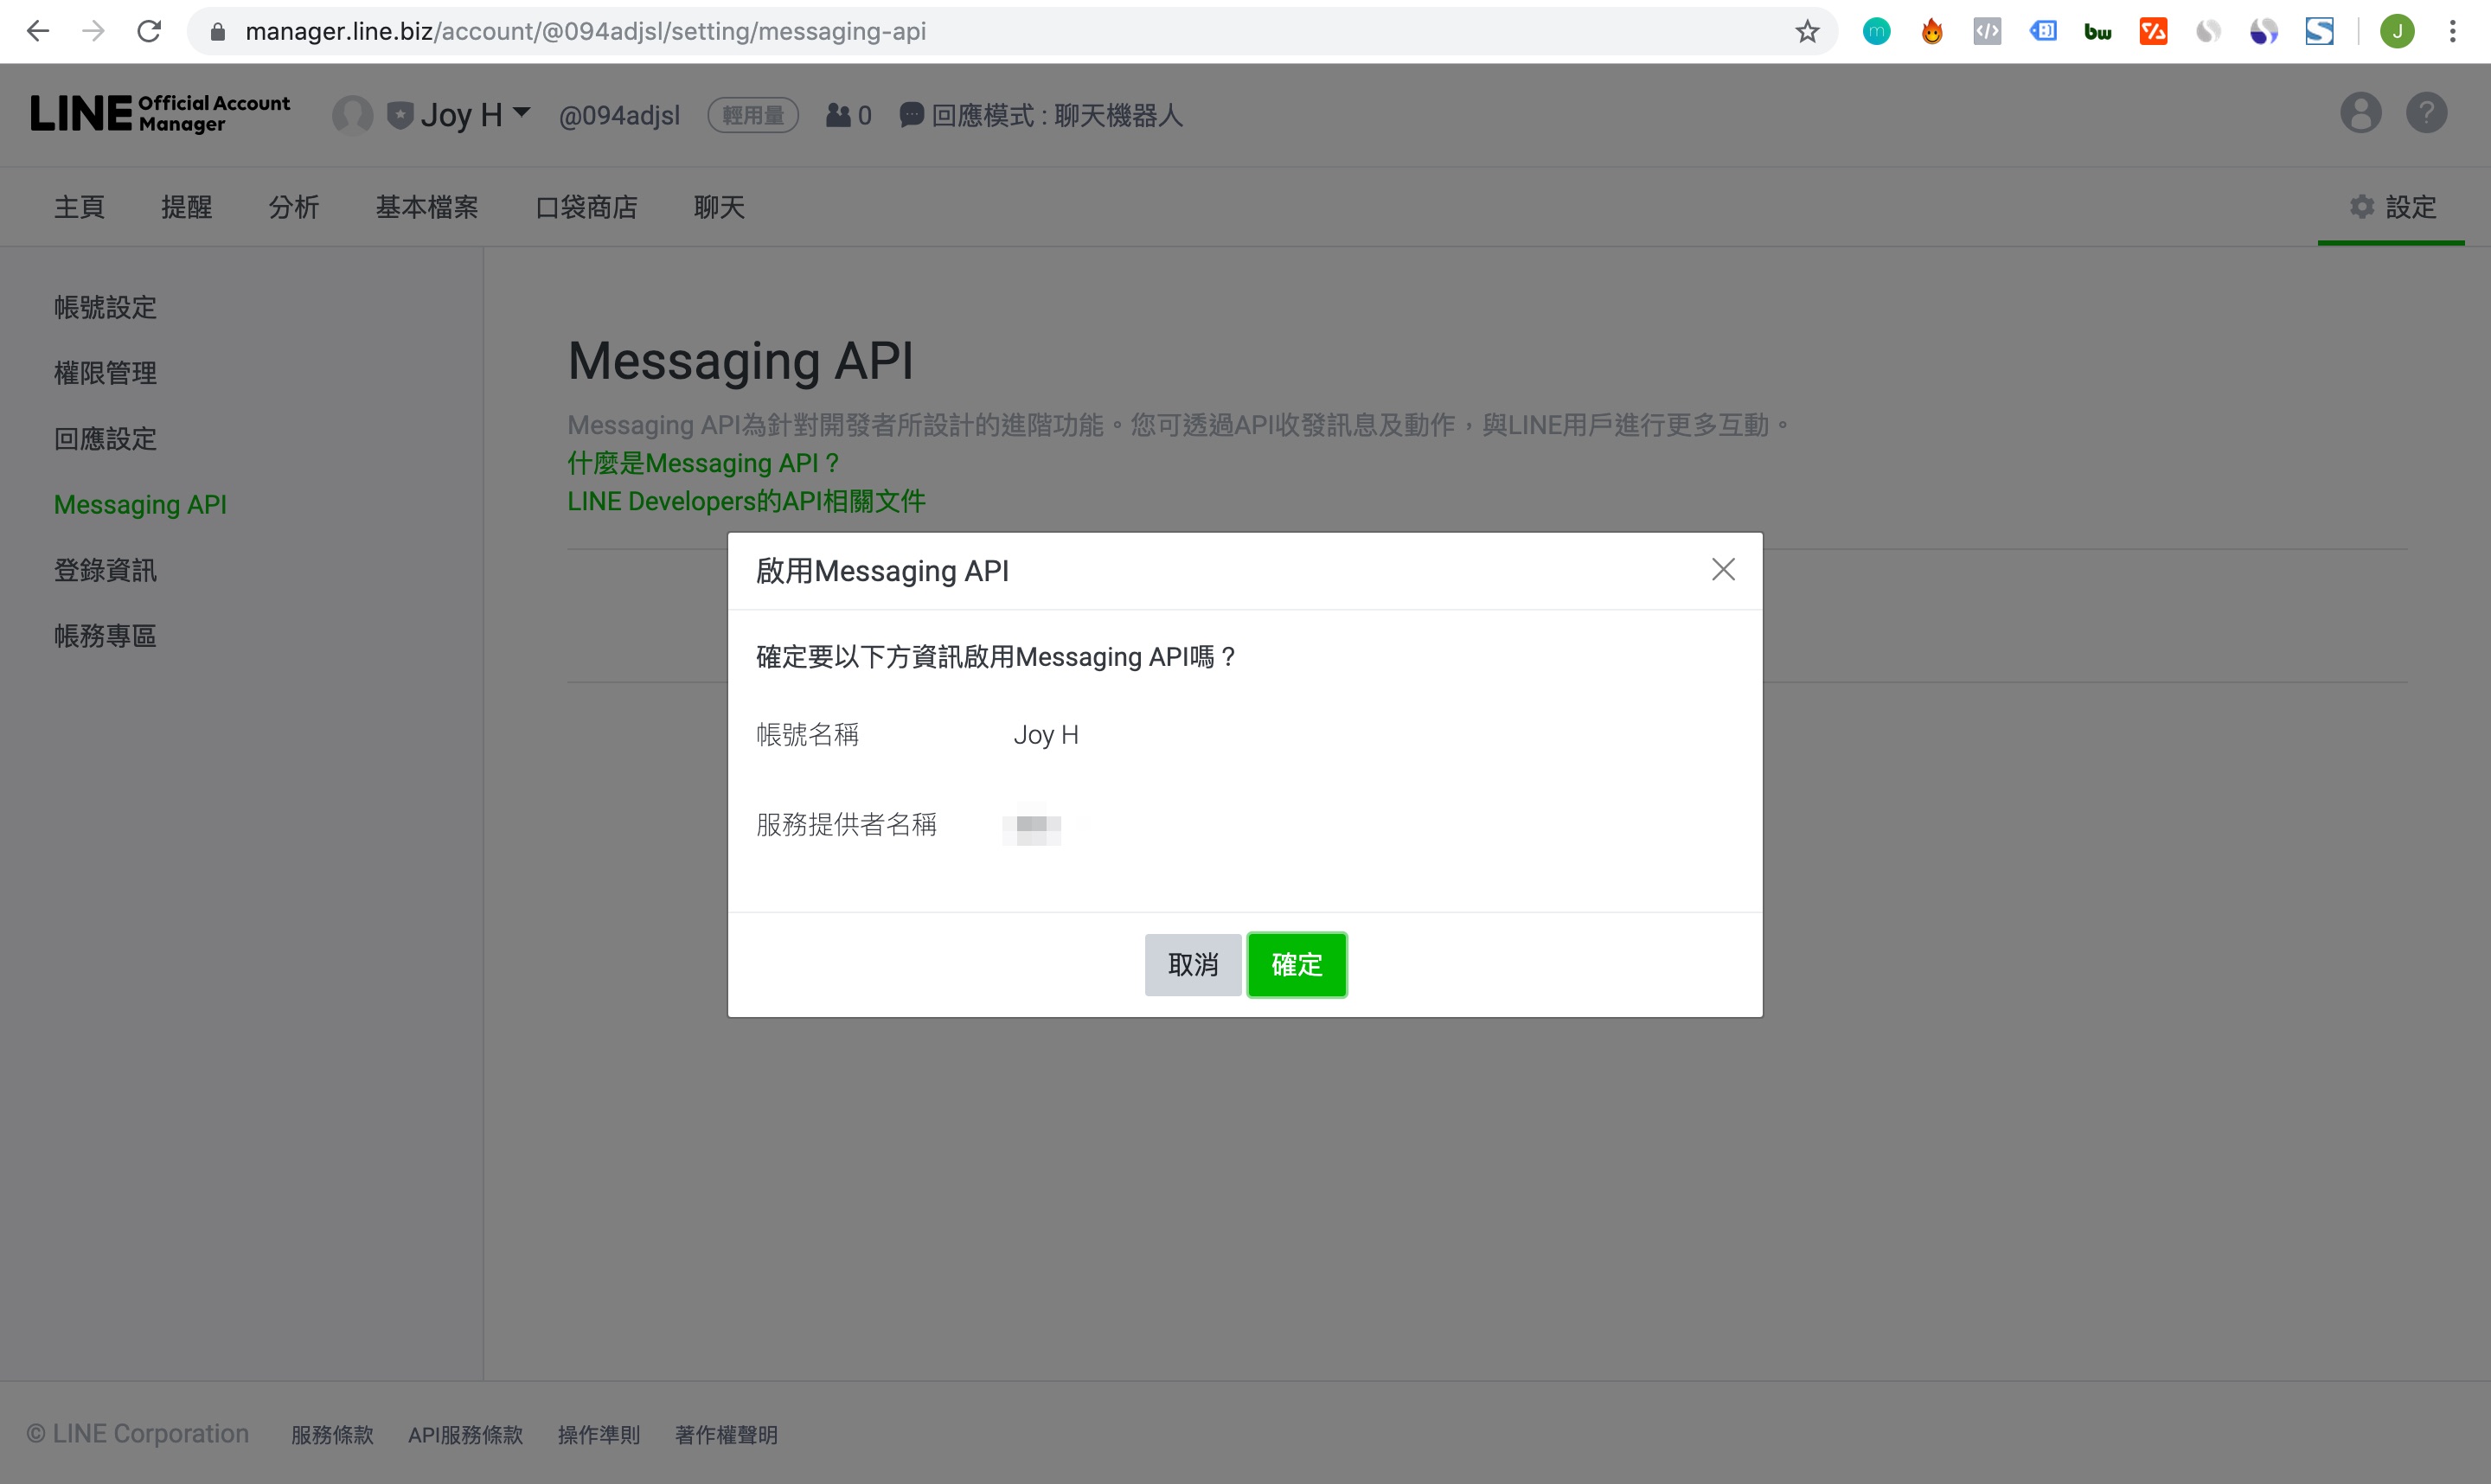 manager.line.biz/account/@094adjsl/setting/messaging-api
LINE Official Account Manager
Joy H
@094adjsl
輕用量
0
回應模式 : 聊天機器人
主頁
提醒
分析
基本檔案
口袋商店
聊天
設定
帳號設定
權限管理
回應設定
Messaging API
登錄資訊
帳務專區
Messaging API
Messaging API為針對開發者所設計的進階功能。您可透過API收發訊息及動作，與LINE用戶進行更多互動。
什麼是Messaging API？
LINE Developers的API相關文件
啟用Messaging API
確定要以下方資訊啟用Messaging API嗎？
帳號名稱 Joy H
服務提供者名稱
取消 確定
© LINE Corporation 服務條款 API服務條款 操作準則 著作權聲明
m
bw
J